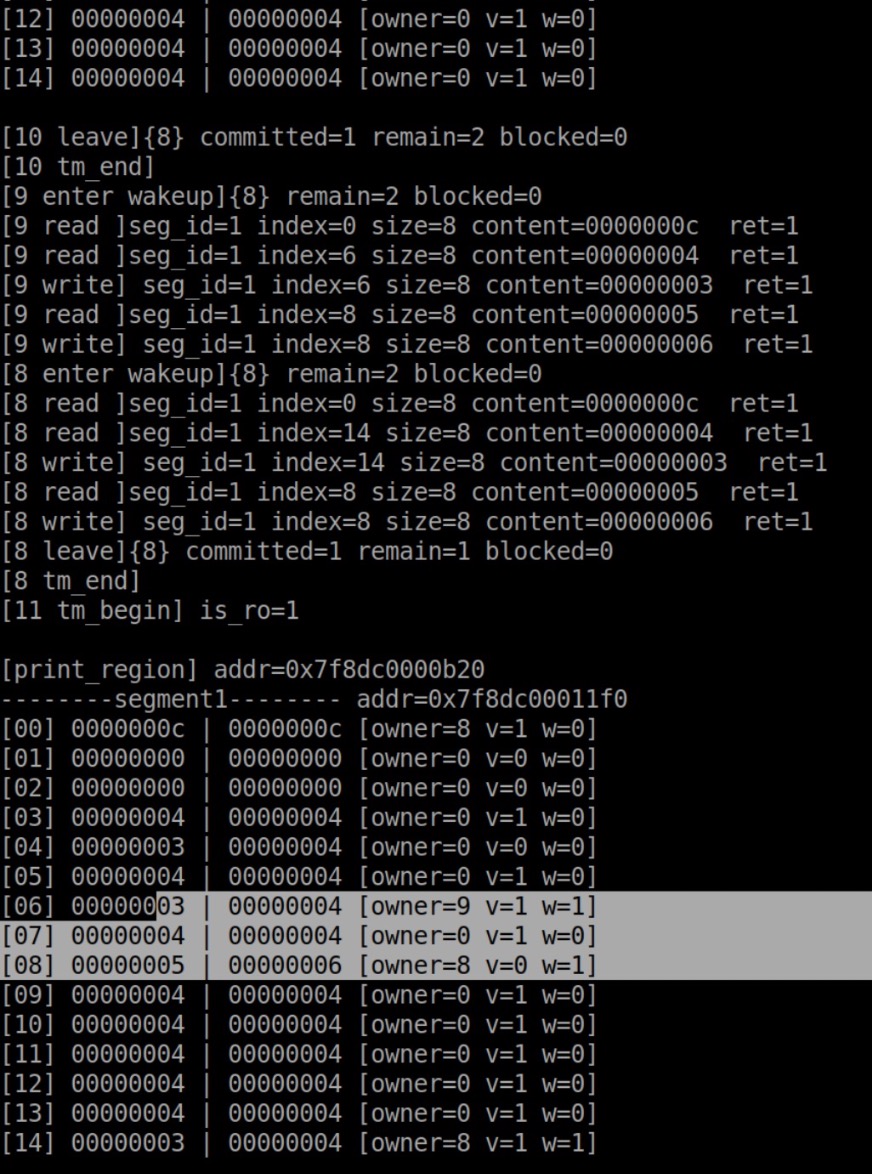 [12] 00000004 | 00000004 [owner=0 v=1 w=0]
[13] 00000004 | 00000004 [owner=0 v=1 w=0]
[14] 00000004 | 00000004 [owner=0 v=1 w=0]
[10 leave]{8} committed=1 remain=2 blocked=0
[10 tm_end]
[9 enter wakeup]{8} remain=2 blocked=0
[9 read ]seg_id=1 index=0 size=8 content=0000000c  ret=1
[9 read ]seg_id=1 index=6 size=8 content=00000004  ret=1
[9 write] seg_id=1 index=6 size=8 content=00000003  ret=1
[9 read ]seg_id=1 index=8 size=8 content=00000005  ret=1
[9 write] seg_id=1 index=8 size=8 content=00000006  ret=1
[8 enter wakeup]{8} remain=2 blocked=0
[8 read ]seg_id=1 index=0 size=8 content=0000000c  ret=1
[8 read ]seg_id=1 index=14 size=8 content=00000004  ret=1
[8 write] seg_id=1 index=14 size=8 content=00000003  ret=1
[8 read ]seg_id=1 index=8 size=8 content=00000005  ret=1
[8 write] seg_id=1 index=8 size=8 content=00000006  ret=1
[8 leave]{8} committed=1 remain=1 blocked=0
[8 tm_end]
[11 tm_begin] is_ro=1
[print_region] addr=0x7f8dc0000b20
--------segment1-------- addr=0x7f8dc00011f0
[00] 0000000c | 0000000c [owner=8 v=1 w=0]
[01] 00000000 | 00000000 [owner=0 v=0 w=0]
[02] 00000000 | 00000000 [owner=0 v=0 w=0]
[03] 00000004 | 00000004 [owner=0 v=1 w=0]
[04] 00000003 | 00000004 [owner=0 v=0 w=0]
[05] 00000004 | 00000004 [owner=0 v=1 w=0]
[06] 00000003 | 00000004 [owner=9 v=1 w=1]
[07] 00000004 | 00000004 [owner=0 v=1 w=0]
[08] 00000005 | 00000006 [owner=8 v=0 w=1]
[09] 00000004 | 00000004 [owner=0 v=1 w=0]
[10] 00000004 | 00000004 [owner=0 v=1 w=0]
[11] 00000004 | 00000004 [owner=0 v=1 w=0]
[12] 00000004 | 00000004 [owner=0 v=1 w=0]
[13] 00000004 | 00000004 [owner=0 v=1 w=0]
[14] 00000003 | 00000004 [owner=8 v=1 w=1]